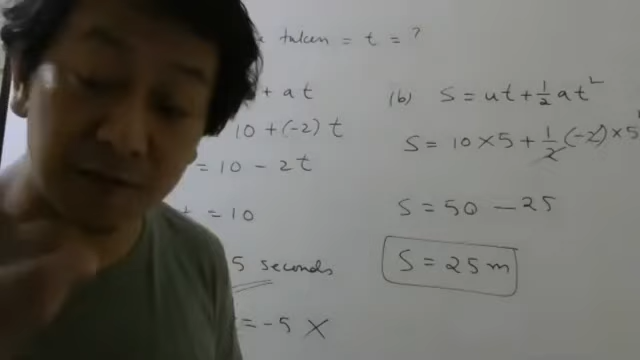 taken = t = ?
+ at
10 + (-2) t
= 10 - 2t
= 10
5 seconds
= -5 X
(b) S = ut + 1/2 at²
S = 10 × 5 + 1/2 (-2) × 5
S = 50 - 25
S = 25 m